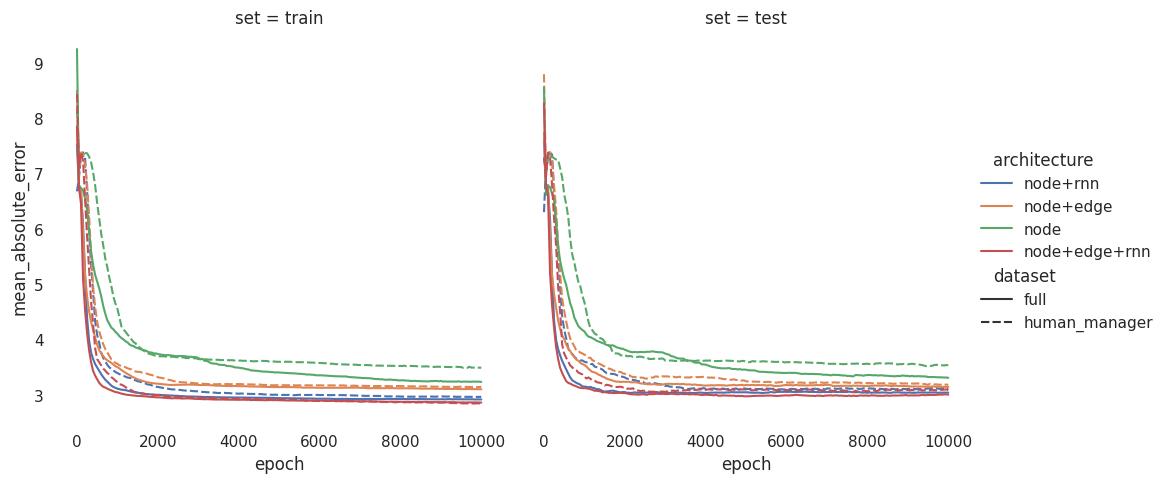 set = train
set = test
mean_absolute_error
9
8
7
6
5
4
3
0 2000 4000 6000 8000 10000
epoch
0 2000 4000 6000 8000 10000
epoch
architecture
node+rnn
node+edge
node
node+edge+rnn
dataset
full
human_manager